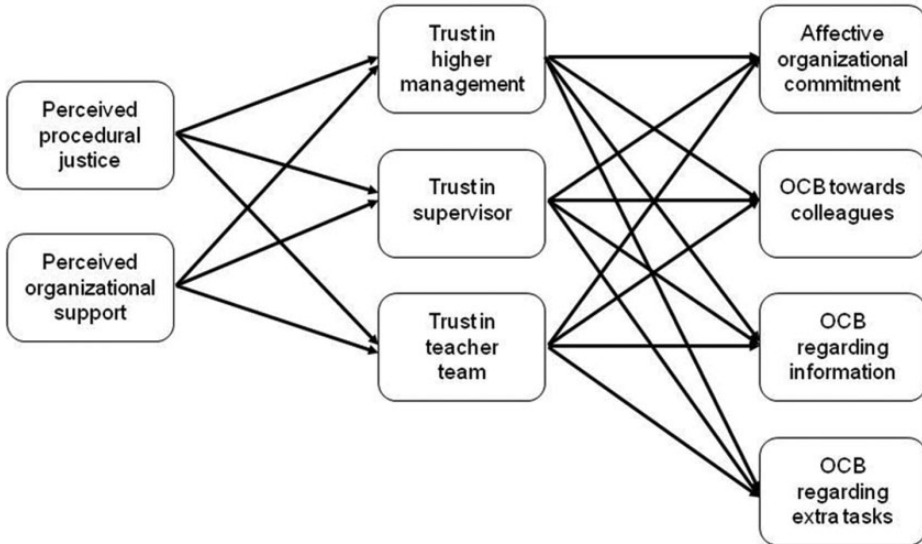 Perceived
procedural
justice
Perceived
organizational
support
Trust in
higher
management
Trust in
supervisor
Trust in
teacher
team
Affective
organizational
commitment
OCB towards
colleagues
OCB
regarding
information
OCB
regarding
extra tasks